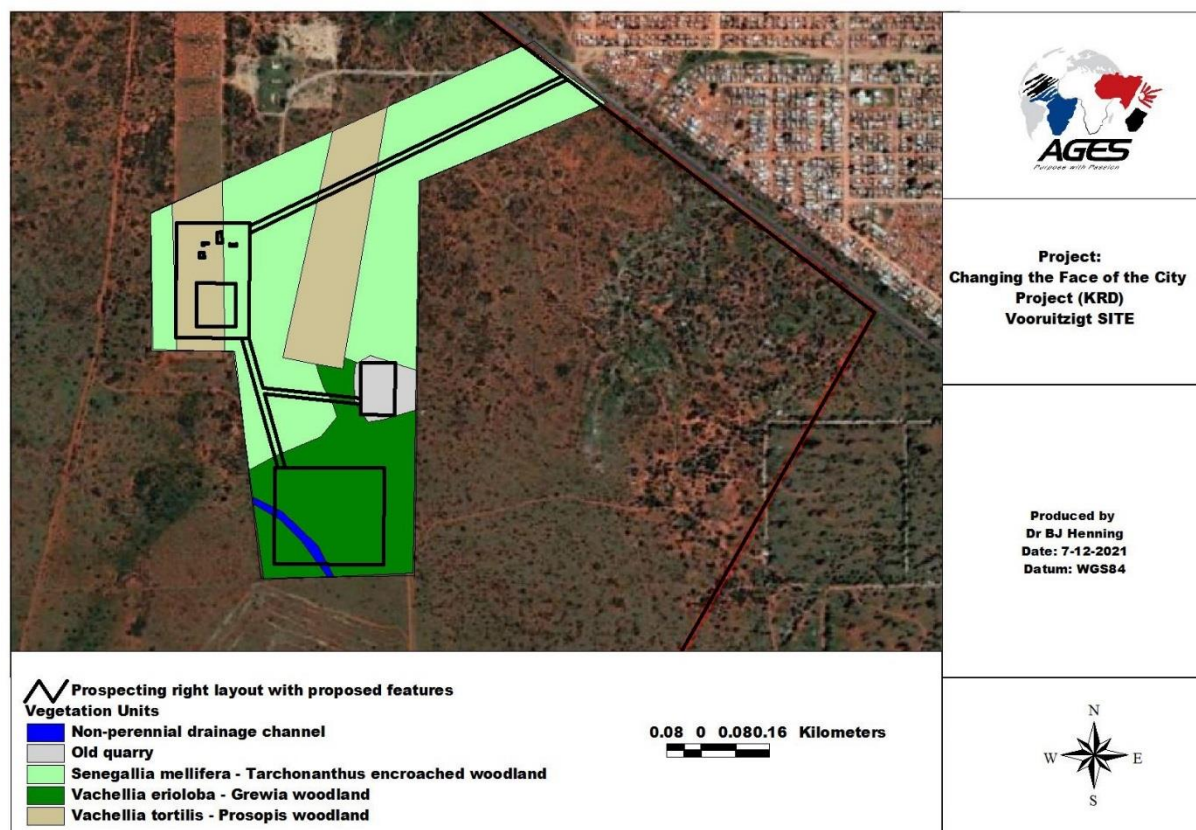 AGES
Purpose with Passion
Project:
Changing the Face of the City
Project (KRD)
Vooruitzigt SITE
Produced by
Dr BJ Henning
Date: 7-12-2021
Datum: WGS84
Prospecting right layout with proposed features
Vegetation Units
Non-perennial drainage channel
Old quarry
Senegallia mellifera - Tarchonanthus encroached woodland
Vachellia erioloba - Grewia woodland
Vachellia tortilis - Prosopis woodland
0.08 0 0.080.16 Kilometers
N
W E
S